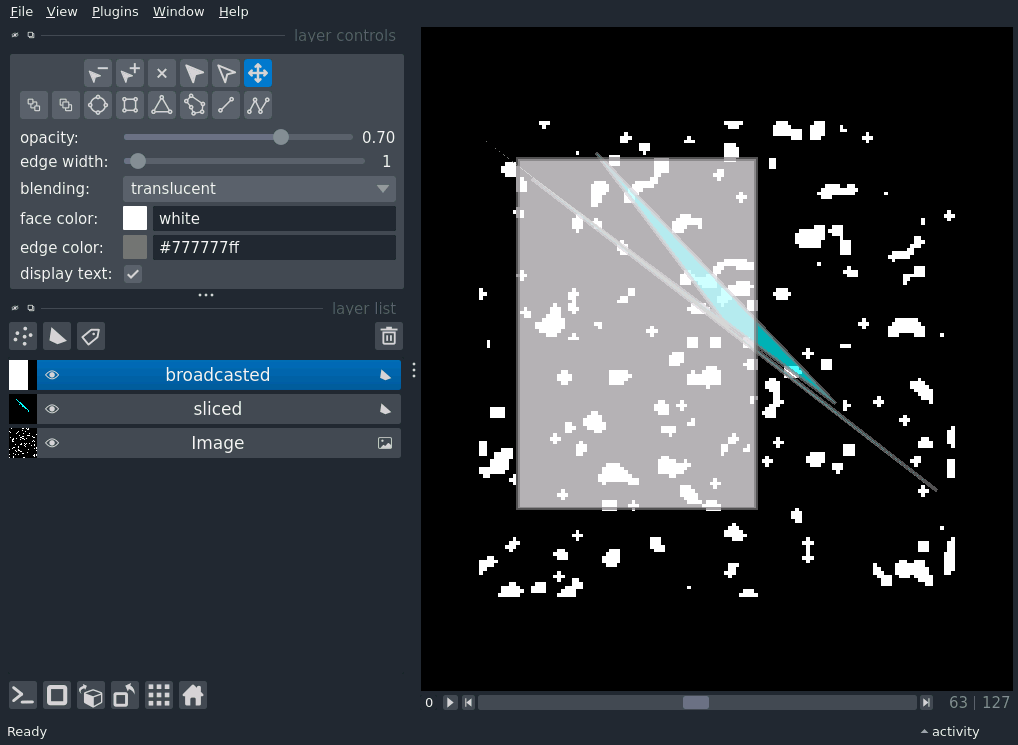 File View Plugins Window Help
layer controls
opacity: 0.70
edge width: 1
blending: translucent
face color: white
edge color: #777777ff
display text:
layer list
broadcasted
sliced
Image
0 63 127
Ready activity